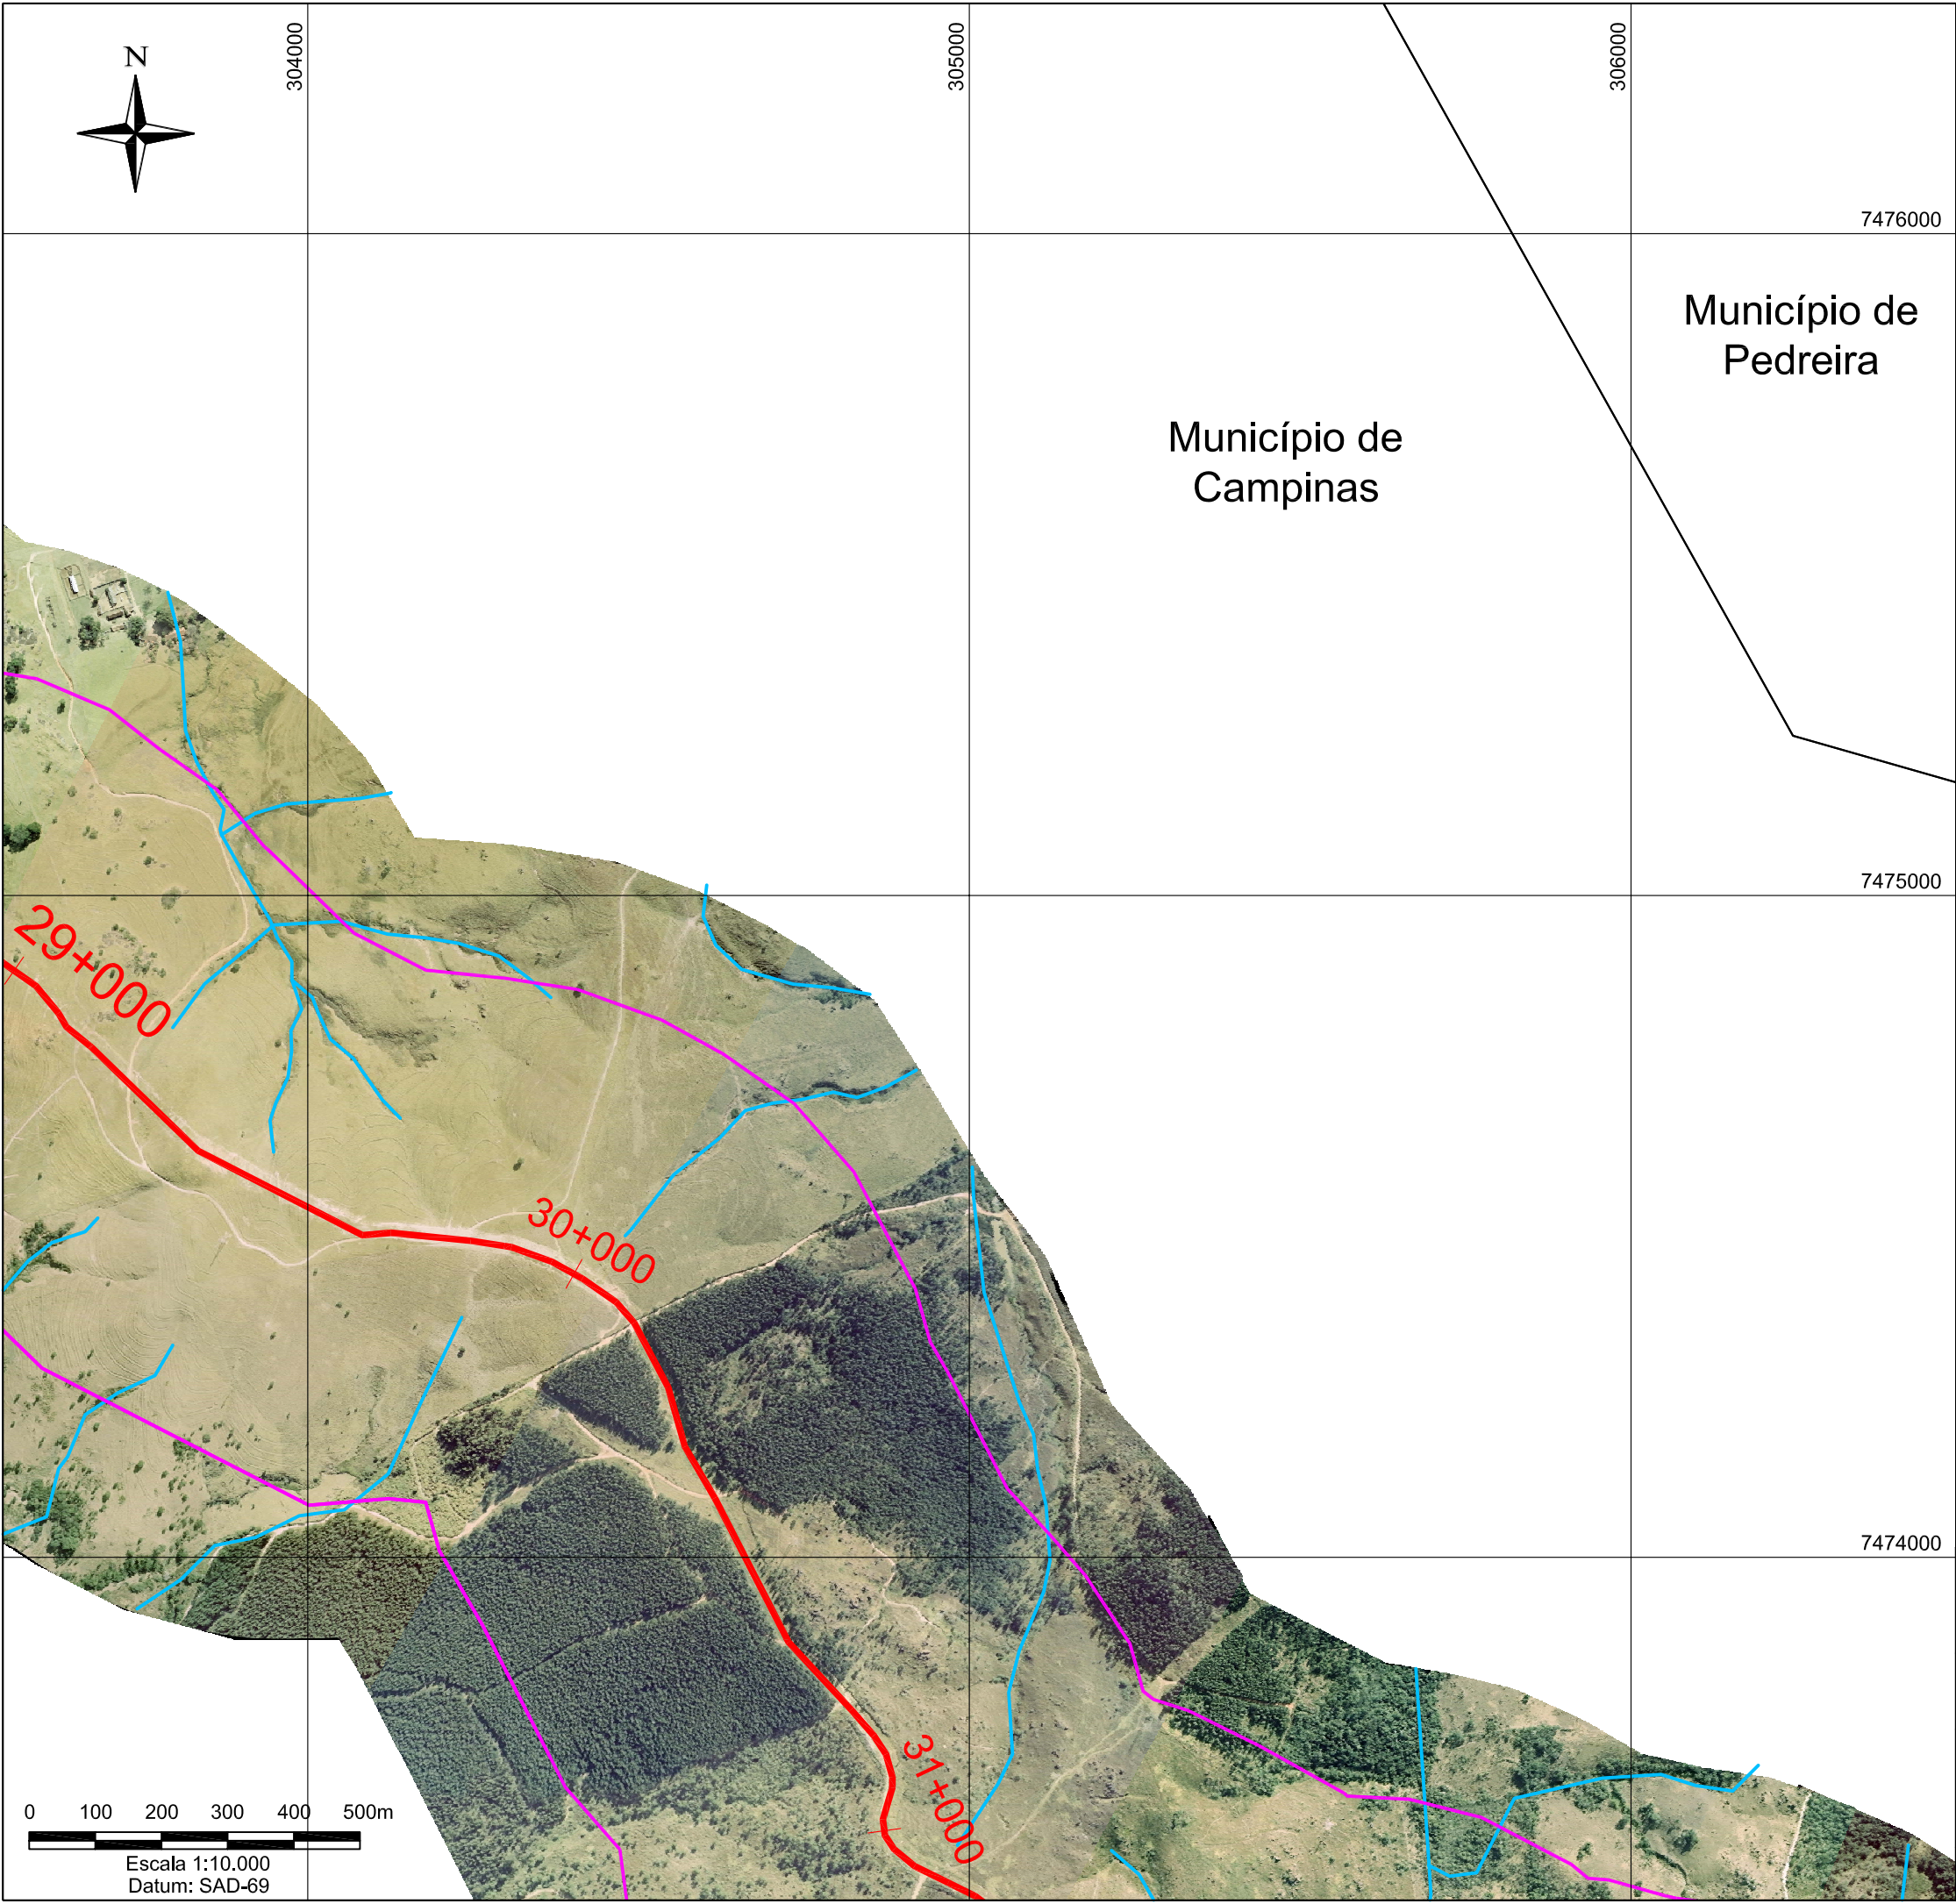 N
304000
305000
306000
7476000
Município de
Pedreira
Município de
Campinas
7475000
29+000
30+000
7474000
31+000
0 100 200 300 400 500m
Escala 1:10.000
Datum: SAD-69